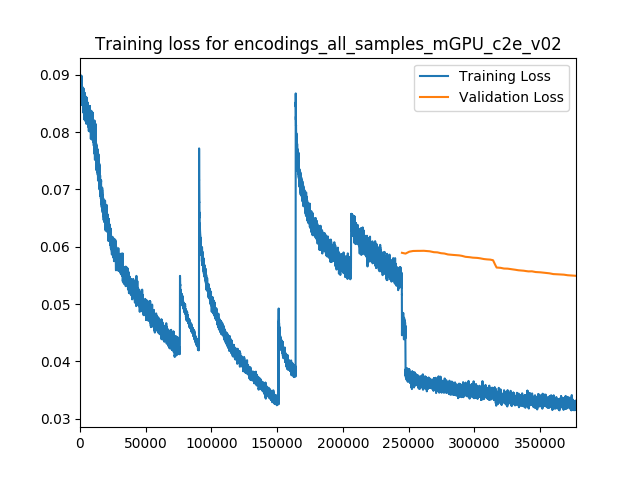 Training loss for encodings_all_samples_mGPU_c2e_v02
Training Loss
Validation Loss
0.09
0.08
0.07
0.06
0.05
0.04
0.03
0 50000 100000 150000 200000 250000 300000 350000